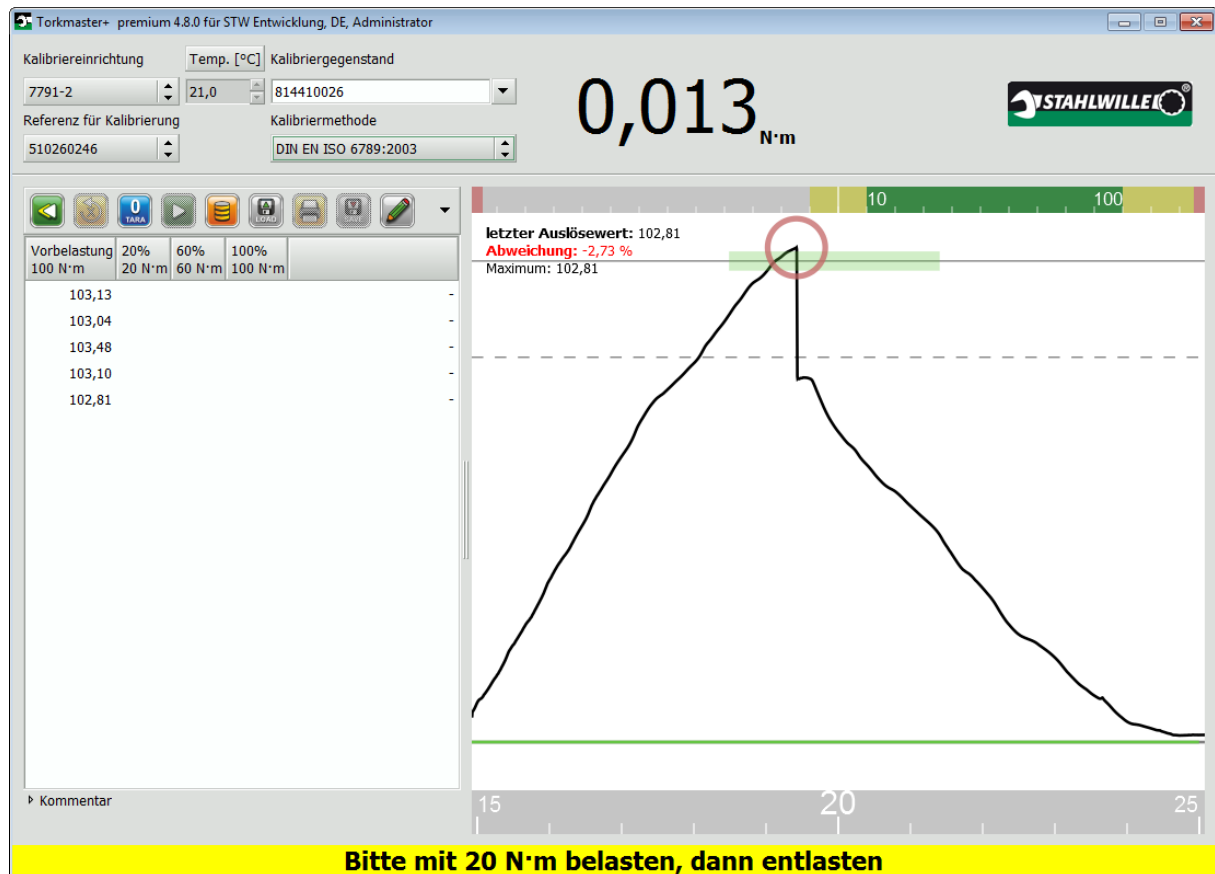 Torkmaster+ premium 4.8.0 für STW Entwicklung, DE, Administrator
Kalibriereinrichtung Temp. [°C] Kalibriergegenstand
7791-2 21,0 814410026
Referenz für Kalibrierung Kalibriermethode
510260246 DIN EN ISO 6789:2003
0,013 N·m
STAHLWILLE ®
0 TARA LOAD SAVE
Vorbelastung 20% 60% 100%
100 N·m 20 N·m 60 N·m 100 N·m
103,13 -
103,04 -
103,48 -
103,10 -
102,81 -
Kommentar
10 100
letzter Auslösewert: 102,81
Abweichung: -2,73 %
Maximum: 102,81
15 20 25
Bitte mit 20 N·m belasten, dann entlasten